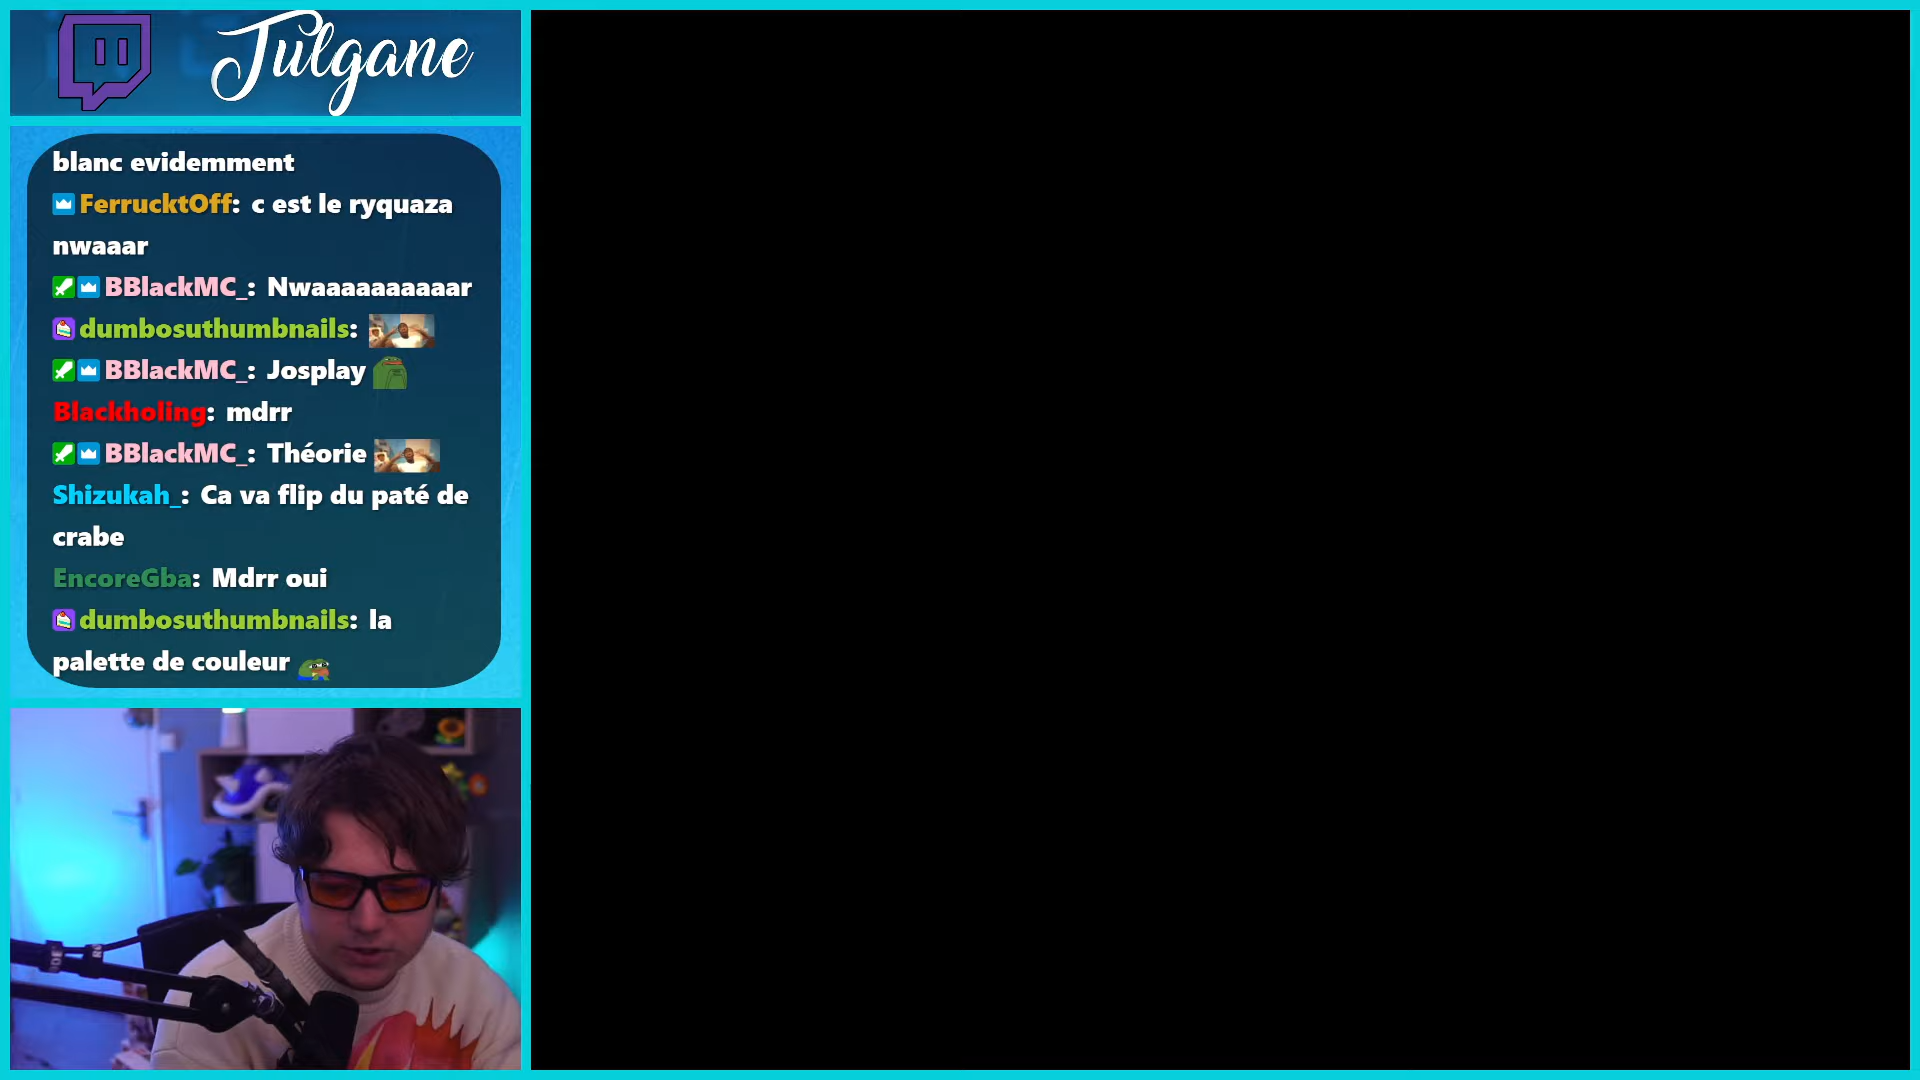 Julgane
blanc evidemment
FerrucktOff: c est le ryquaza
nwaaar
BBlackMC_: Nwaaaaaaaaaar
dumbosuthumbnails:
BBlackMC_: Josplay
Blackholing: mdrr
BBlackMC_: Théorie
Shizukah_: Ca va flip du paté de
crabe
EncoreGba: Mdrr oui
dumbosuthumbnails: la
palette de couleur